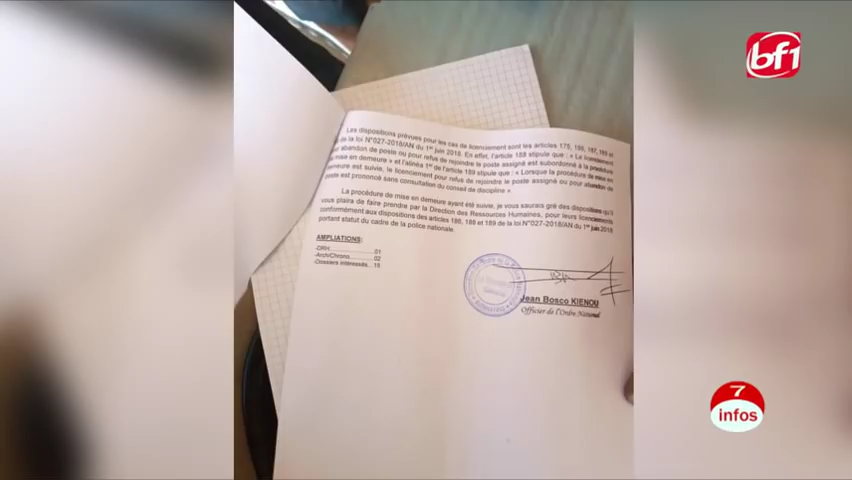 bf1
Les dispositions prévues pour les cas de licenciement sont les articles 175, 186, 187, 189 et
de la loi N°027-2018/AN du 1er juin 2018. En effet, l'article 189 stipule que : « Le licenciement
abandon de poste ou pour refus de rejoindre le poste assigné est subordonné à la procédure
mise en demeure » et l'alinéa 1er de l'article 189 stipule que : « Lorsque la procédure de mise en
demeure est suivie, le licenciement pour refus de rejoindre le poste assigné ou pour abandon de
poste est prononcé sans consultation du conseil de discipline »
La procédure de mise en demeure ayant été suivie, je vous saurais gré des dispositions qu'il
vous plaira de faire prendre par la Direction des Ressources Humaines, pour leurs licenciements
conformément aux dispositions des articles 186, 188 et 189 de la loi N°027-2018/AN du 1er juin 2018
portant statut du cadre de la police nationale.
AMPLIATIONS:
-DRH..................01
-Arch/Chrono..........02
-Dossiers intéressés... 15
Jean Bosco KIENOU
Officier de l'Ordre National
7
infos